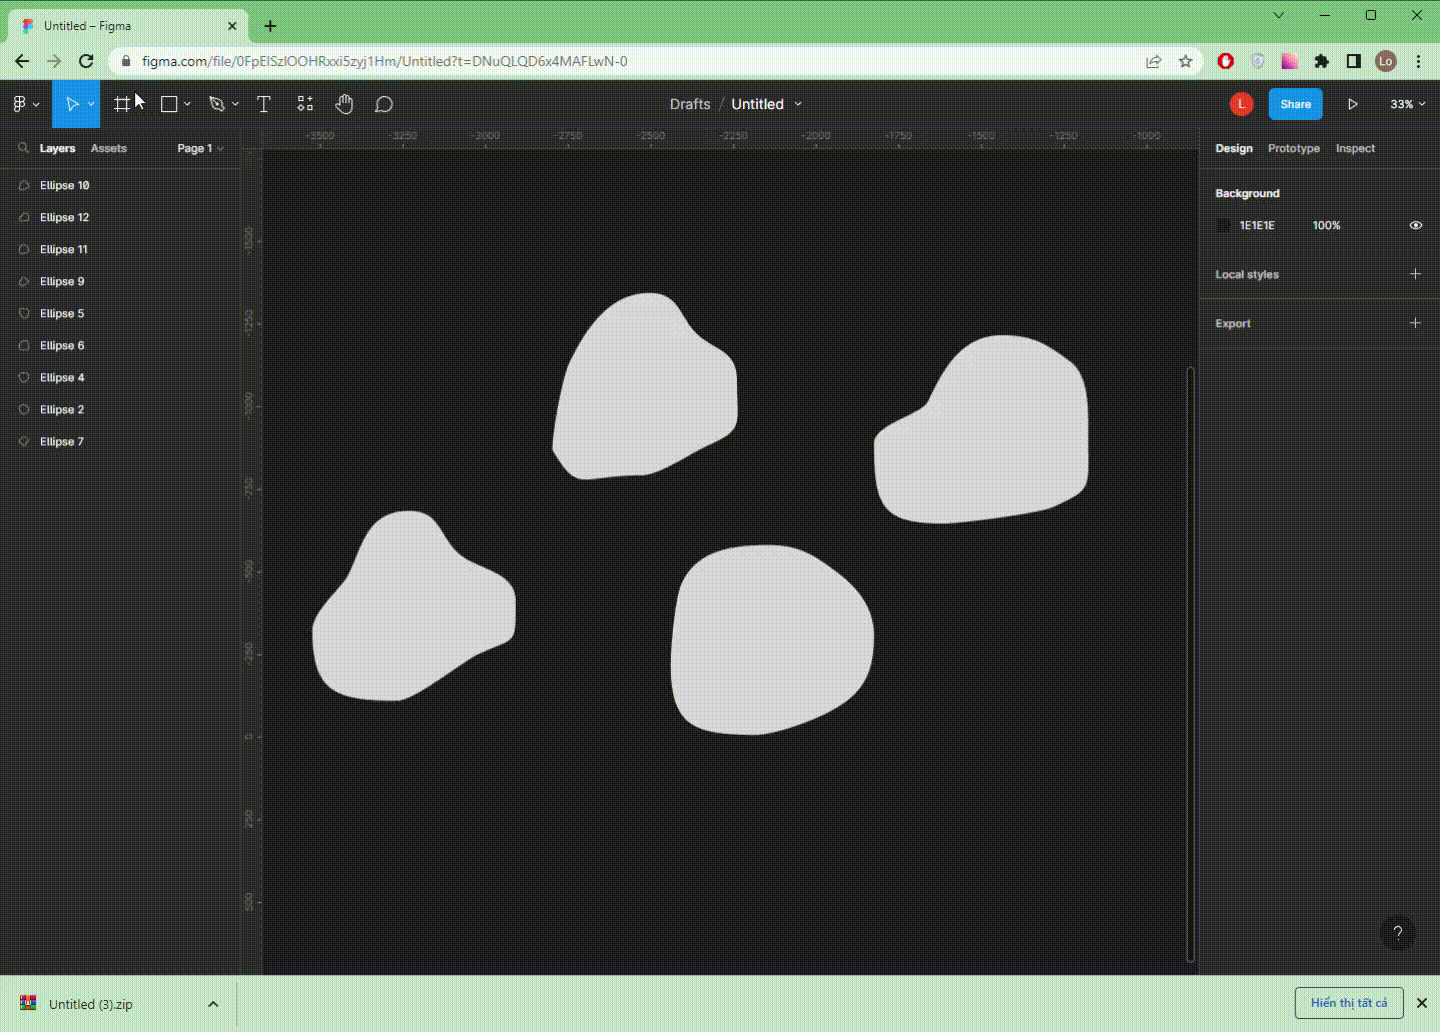 Untitled – Figma
figma.com/file/0FpElSzIOOHRxxi5zyj1Hm/Untitled?t=DNuQLQD6x4MAFLwN-0
Lo
Drafts / Untitled
L
Share
33%
Layers
Assets
Page 1
-3500
-3250
-3000
-2750
-2500
-2250
-2000
-1750
-1500
-1250
-1000
Design
Prototype
Inspect
Ellipse 10
Ellipse 12
Ellipse 11
Ellipse 9
Ellipse 5
Ellipse 6
Ellipse 4
Ellipse 2
Ellipse 7
-1500
-1250
-1000
-750
-500
-250
0
250
500
Background
1E1E1E
100%
Local styles
Export
?
Untitled (3).zip
Hiển thị tất cả